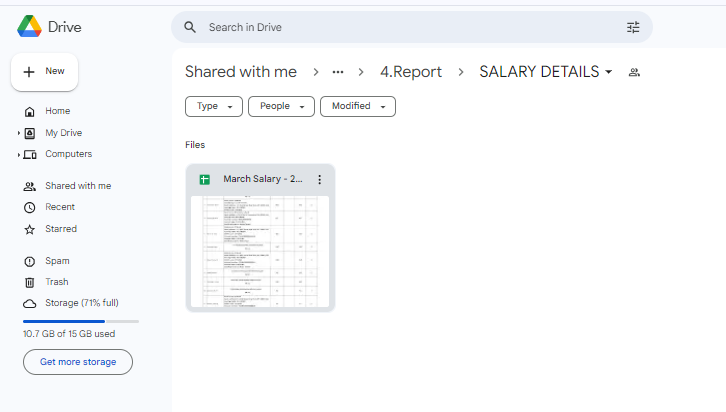 Drive
Search in Drive
New
Home
My Drive
Computers
Shared with me
Recent
Starred
Spam
Trash
Storage (71% full)
10.7 GB of 15 GB used
Get more storage
Shared with me > ... > 4.Report > SALARY DETAILS
Type
People
Modified
Files
March Salary - 2...